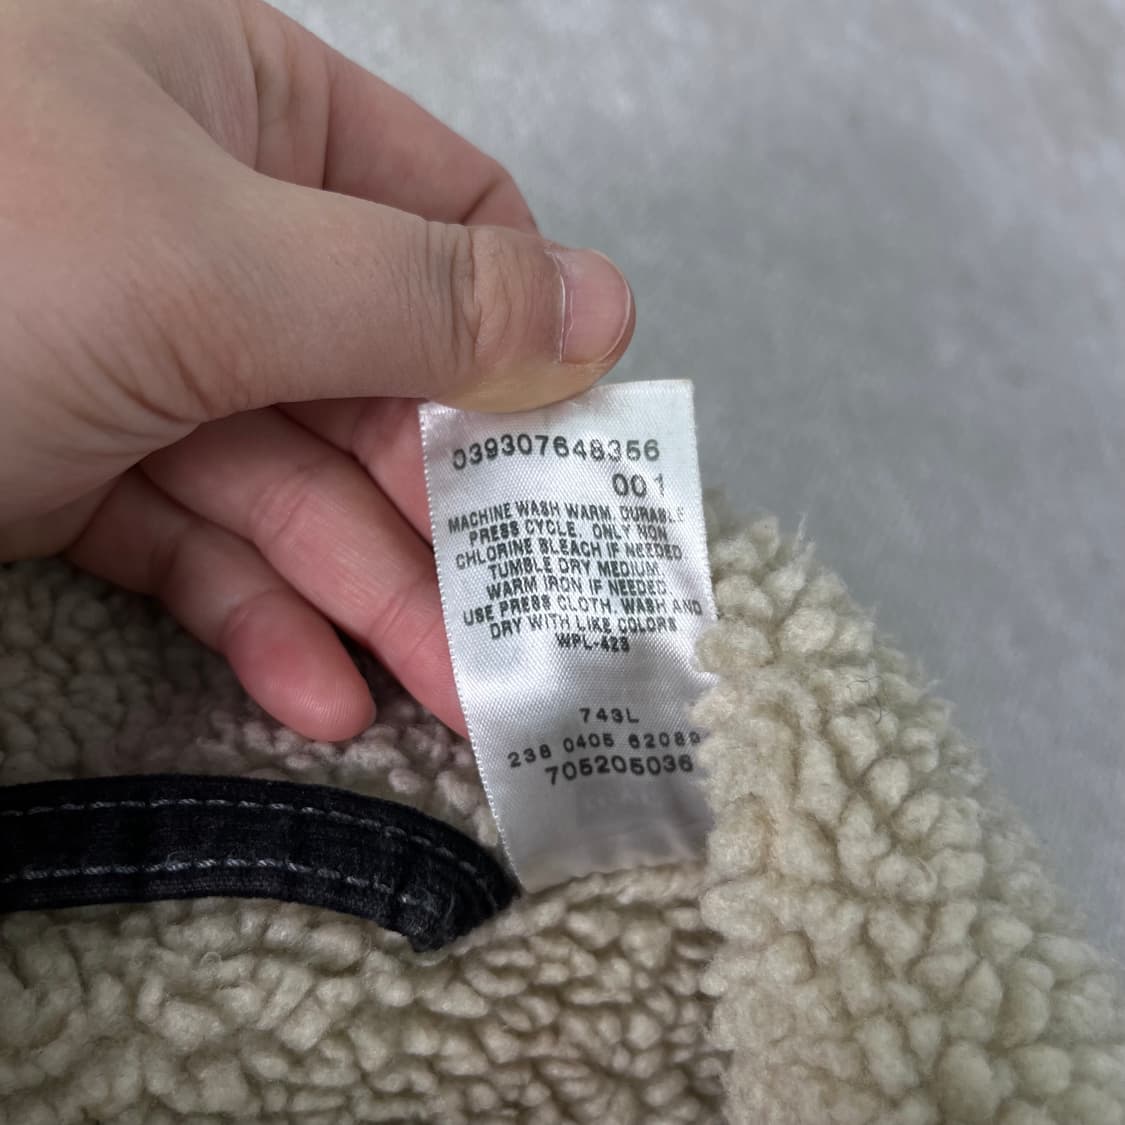 039307648356
001
MACHINE WASH WARM, DURABLE
PRESS CYCLE. ONLY NON
CHLORINE BLEACH IF NEEDED
TUMBLE DRY MEDIUM
WARM IRON IF NEEDED
USE PRESS CLOTH. WASH AND
DRY WITH LIKE COLORS
WPL-423
743L
238 0405 62089
705205036